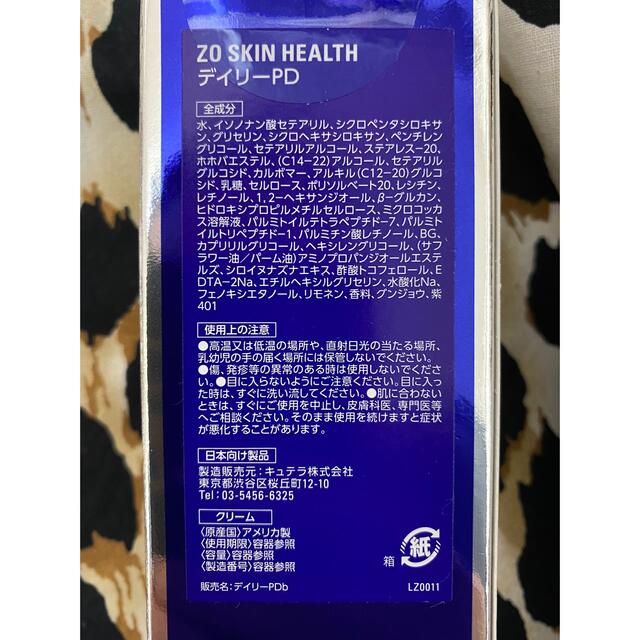 ZO SKIN HEALTH
デイリーPD
全成分
水、イソノナン酸セテアリル、シクロペンタシロキサ
ン、グリセリン、シクロヘキサシロキサン、ペンチレン
グリコール、セテアリルアルコール、ステアレス-20、
ホホバエステル、(C14-22)アルコール、セテアリル
グルコシド、カルボマー、アルキル(C12-20)グルコ
シド、乳糖、セルロース、ポリソルベート20、レシチン、
レチノール、1,2-ヘキサンジオール、β-グルカン、
ヒドロキシプロピルメチルセルロース、ミクロコッカ
ス溶解液、パルミトイルテトラペプチド-7、パルミト
イルトリペプチド-1、パルミチン酸レチノール、BG、
カプリリルグリコール、ヘキシレングリコール、(サフ
ラワー油/パーム油)アミノプロパンジオールエステ
ルズ、シロイヌナズナエキス、酢酸トコフェロール、E
DTA-2Na、エチルヘキシルグリセリン、水酸化Na、
フェノキシエタノール、リモネン、香料、グンジョウ、紫
401
使用上の注意
●高温又は低温の場所や、直射日光の当たる場所、
乳幼児の手の届く場所には保管しないでください。
●傷、発疹等の異常のある時は使用しないでくださ
い。●目に入らないようにご注意ください。目に入っ
た時は、すぐに洗い流してください。●肌に合わない
ときは、すぐにご使用を中止し、皮膚科医、専門医等
へご相談ください。そのまま使用を続けますと症状
が悪化することがあります。
日本向け製品
製造販売元:キュテラ株式会社
東京都渋谷区桜丘町12-10
Tel:03-5456-6325
クリーム
〈原産国〉アメリカ製
〈使用期限〉容器参照
〈容量〉容器参照
〈製造番号〉容器参照
箱 紙
販売名:デイリーPDb LZ0011